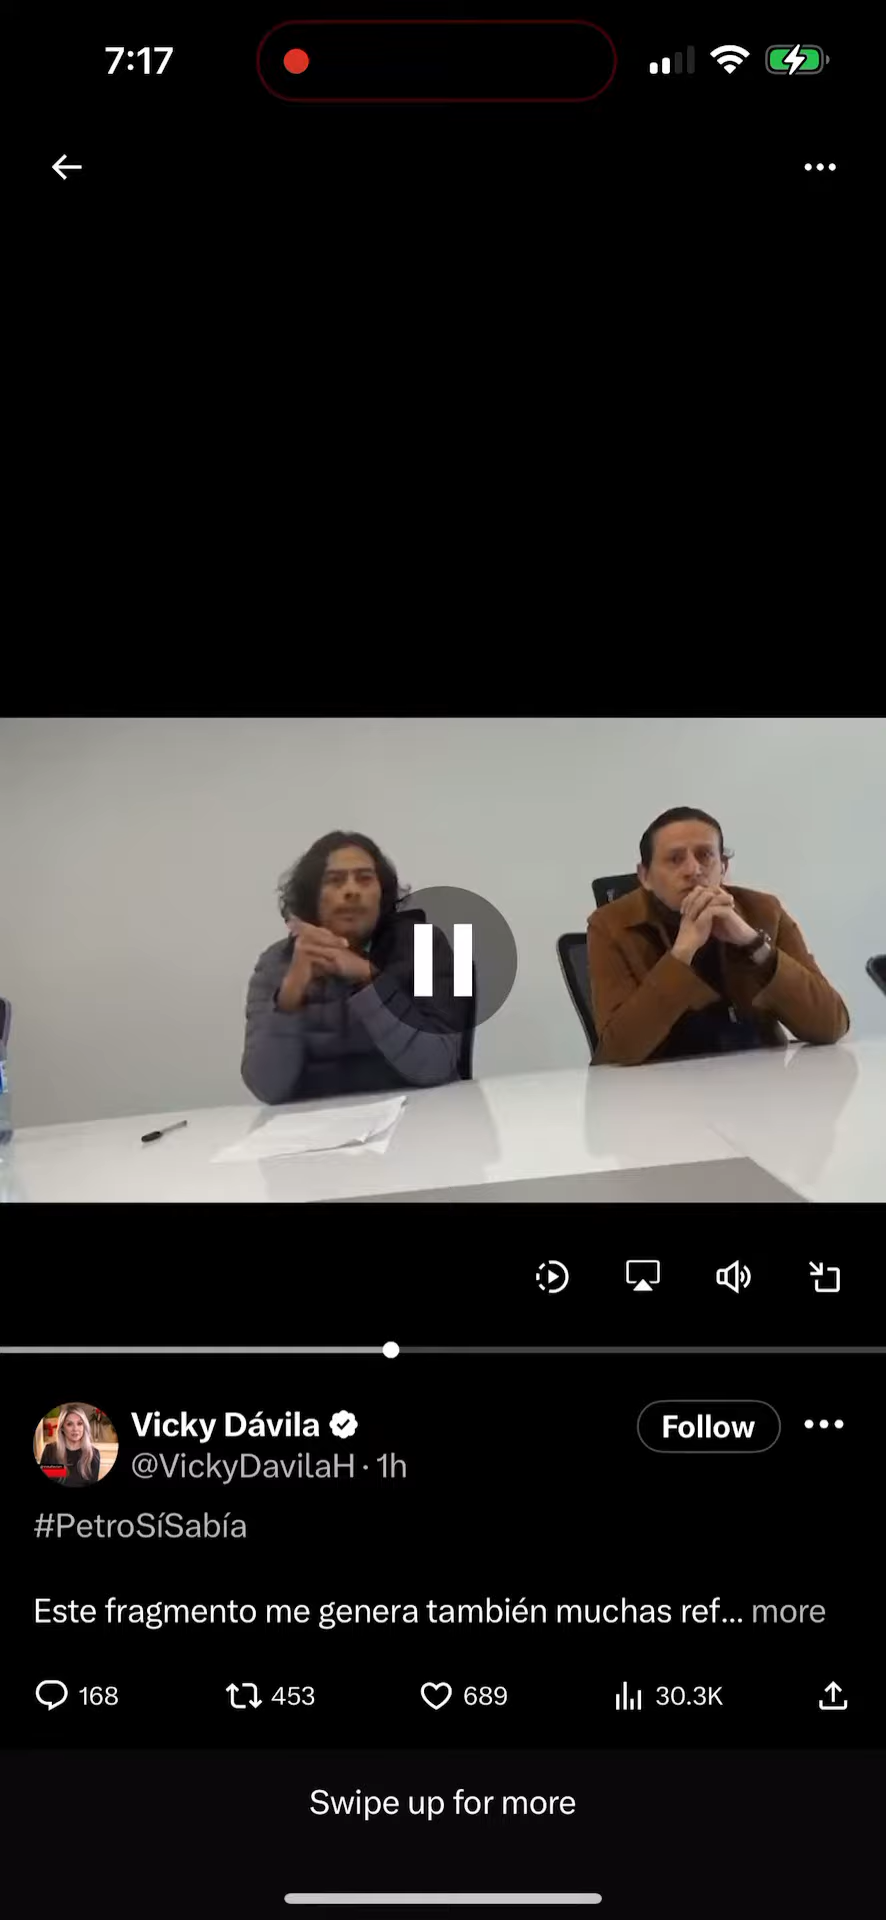 7:17
Vicky Dávila
Follow
@VickyDavilaH · 1h
#PetroSíSabía
Este fragmento me genera también muchas ref... more
168 453 689 30.3K
Swipe up for more